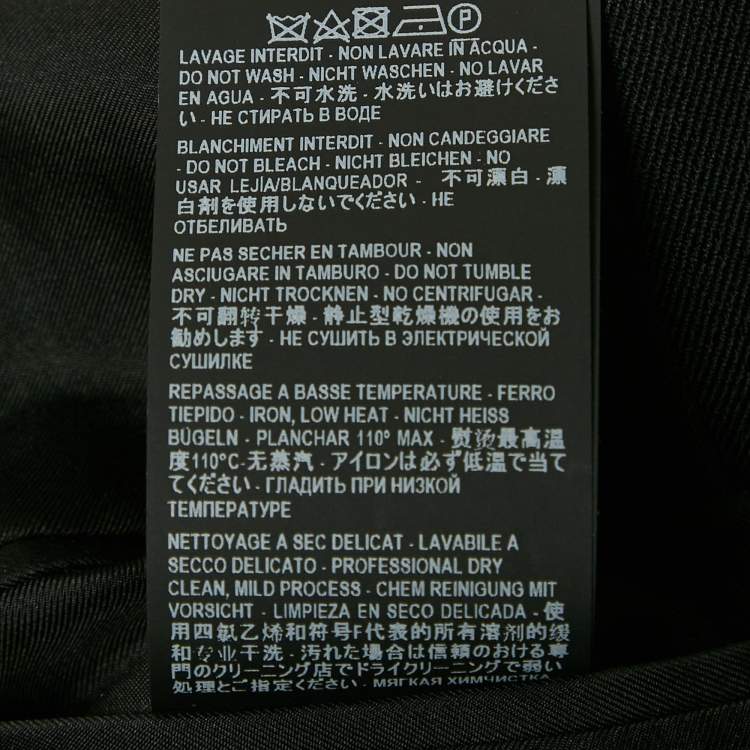 P
LAVAGE INTERDIT - NON LAVARE IN ACQUA -
DO NOT WASH - NICHT WASCHEN - NO LAVAR
EN AGUA - 不可水洗 - 水洗いはお避けくださ
い - НЕ СТИРАТЬ В ВОДЕ
BLANCHIMENT INTERDIT - NON CANDEGGIARE
- DO NOT BLEACH - NICHT BLEICHEN - NO
USAR LEJÍA/BLANQUEADOR - 不可漂白 - 漂
白剤を使用しないでください - НЕ
ОТБЕЛИВАТЬ
NE PAS SECHER EN TAMBOUR - NON
ASCIUGARE IN TAMBURO - DO NOT TUMBLE
DRY - NICHT TROCKNEN - NO CENTRIFUGAR -
不可翻转干燥 - 静止型乾燥機の使用をお
勧めします - НЕ СУШИТЬ В ЭЛЕКТРИЧЕСКОЙ
СУШИЛКЕ
REPASSAGE A BASSE TEMPERATURE - FERRO
TIEPIDO - IRON, LOW HEAT - NICHT HEISS
BÜGELN - PLANCHAR 110° MAX - 熨烫最高温
度110°C-无蒸汽 - アイロンは必ず低温で当て
てください - ГЛАДИТЬ ПРИ НИЗКОЙ
ТЕМПЕРАТУРЕ
NETTOYAGE A SEC DELICAT - LAVABILE A
SECCO DELICATO - PROFESSIONAL DRY
CLEAN, MILD PROCESS - CHEM REINIGUNG MIT
VORSICHT - LIMPIEZA EN SECO DELICADA - 使
用四氯乙烯和符号F代表的所有溶剂的缓
和专业干洗 - 汚れた場合は信頼のおける専
門のクリーニング店でドライクリーニングで弱い
処理とご指定ください - МЯГКАЯ ХИМЧИСТКА